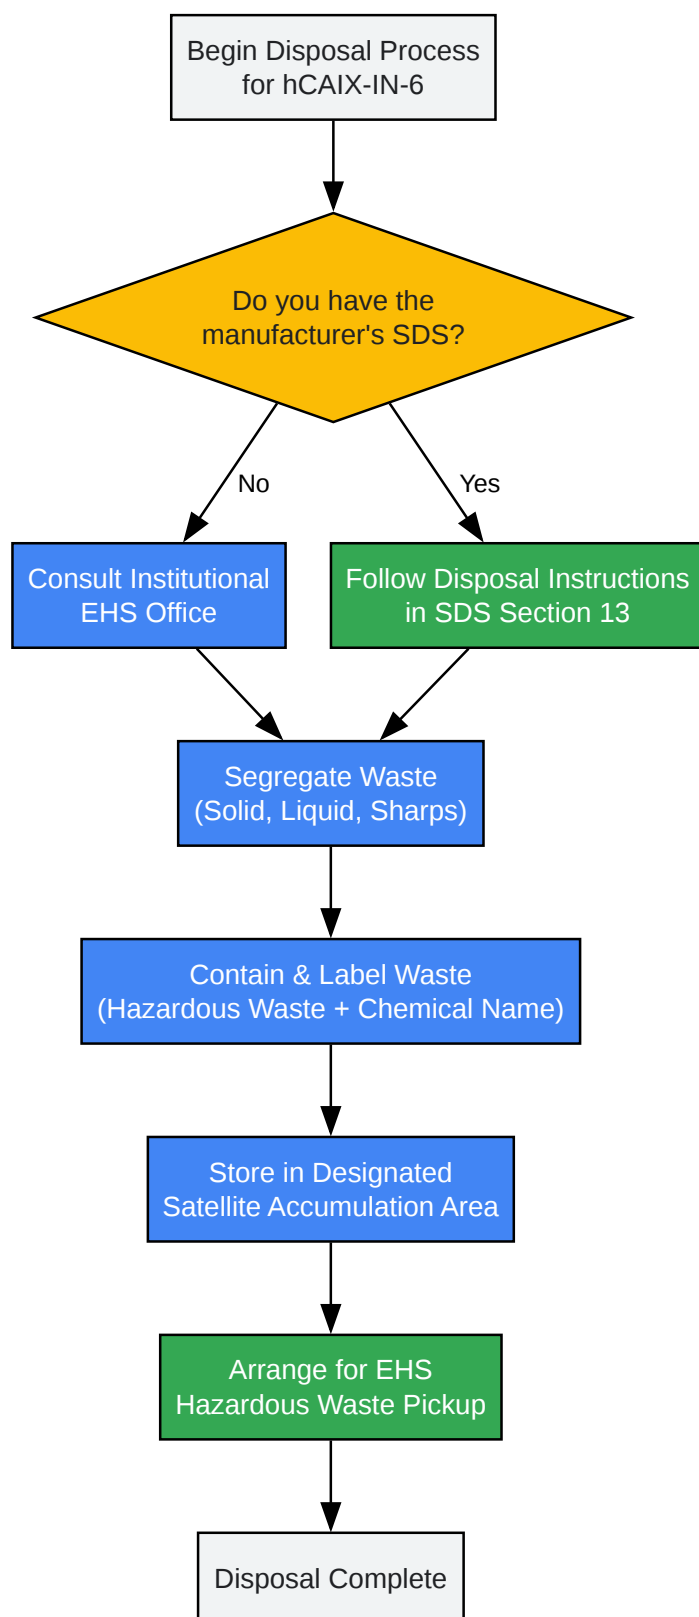 Begin Disposal Process
for hCAIX-IN-6
Do you have the
manufacturer's SDS?
No
Yes
Consult Institutional
EHS Office
Follow Disposal Instructions
in SDS Section 13
Segregate Waste
(Solid, Liquid, Sharps)
Contain & Label Waste
(Hazardous Waste + Chemical Name)
Store in Designated
Satellite Accumulation Area
Arrange for EHS
Hazardous Waste Pickup
Disposal Complete